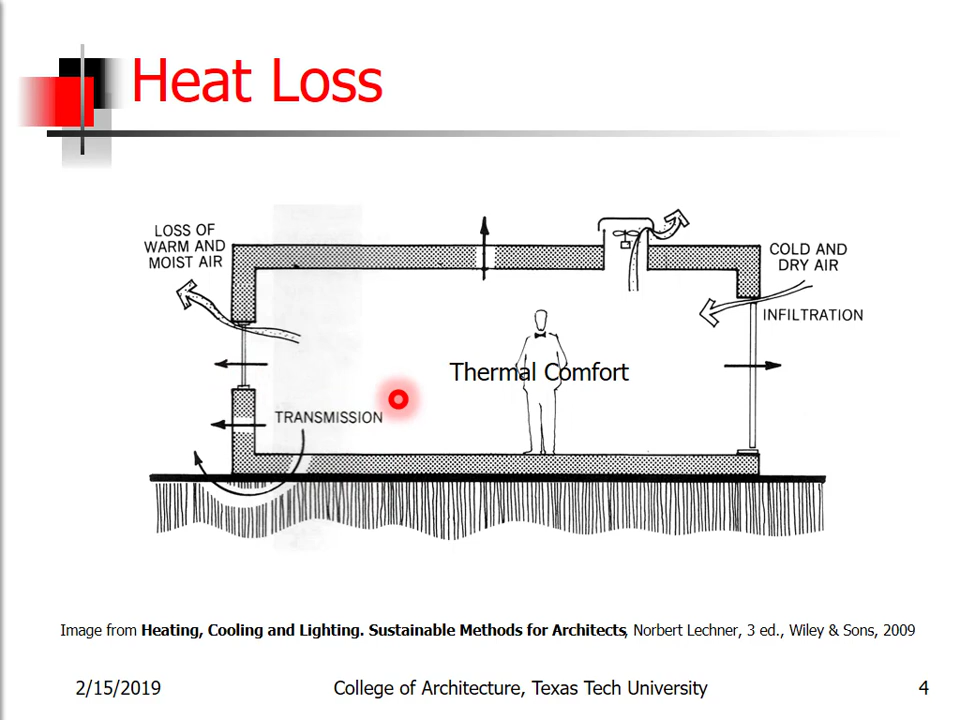 Heat Loss
LOSS OF
WARM AND
MOIST AIR
COLD AND
DRY AIR
INFILTRATION
Thermal Comfort
TRANSMISSION
Image from Heating, Cooling and Lighting. Sustainable Methods for Architects, Norbert Lechner, 3 ed., Wiley & Sons, 2009
2/15/2019
College of Architecture, Texas Tech University
4